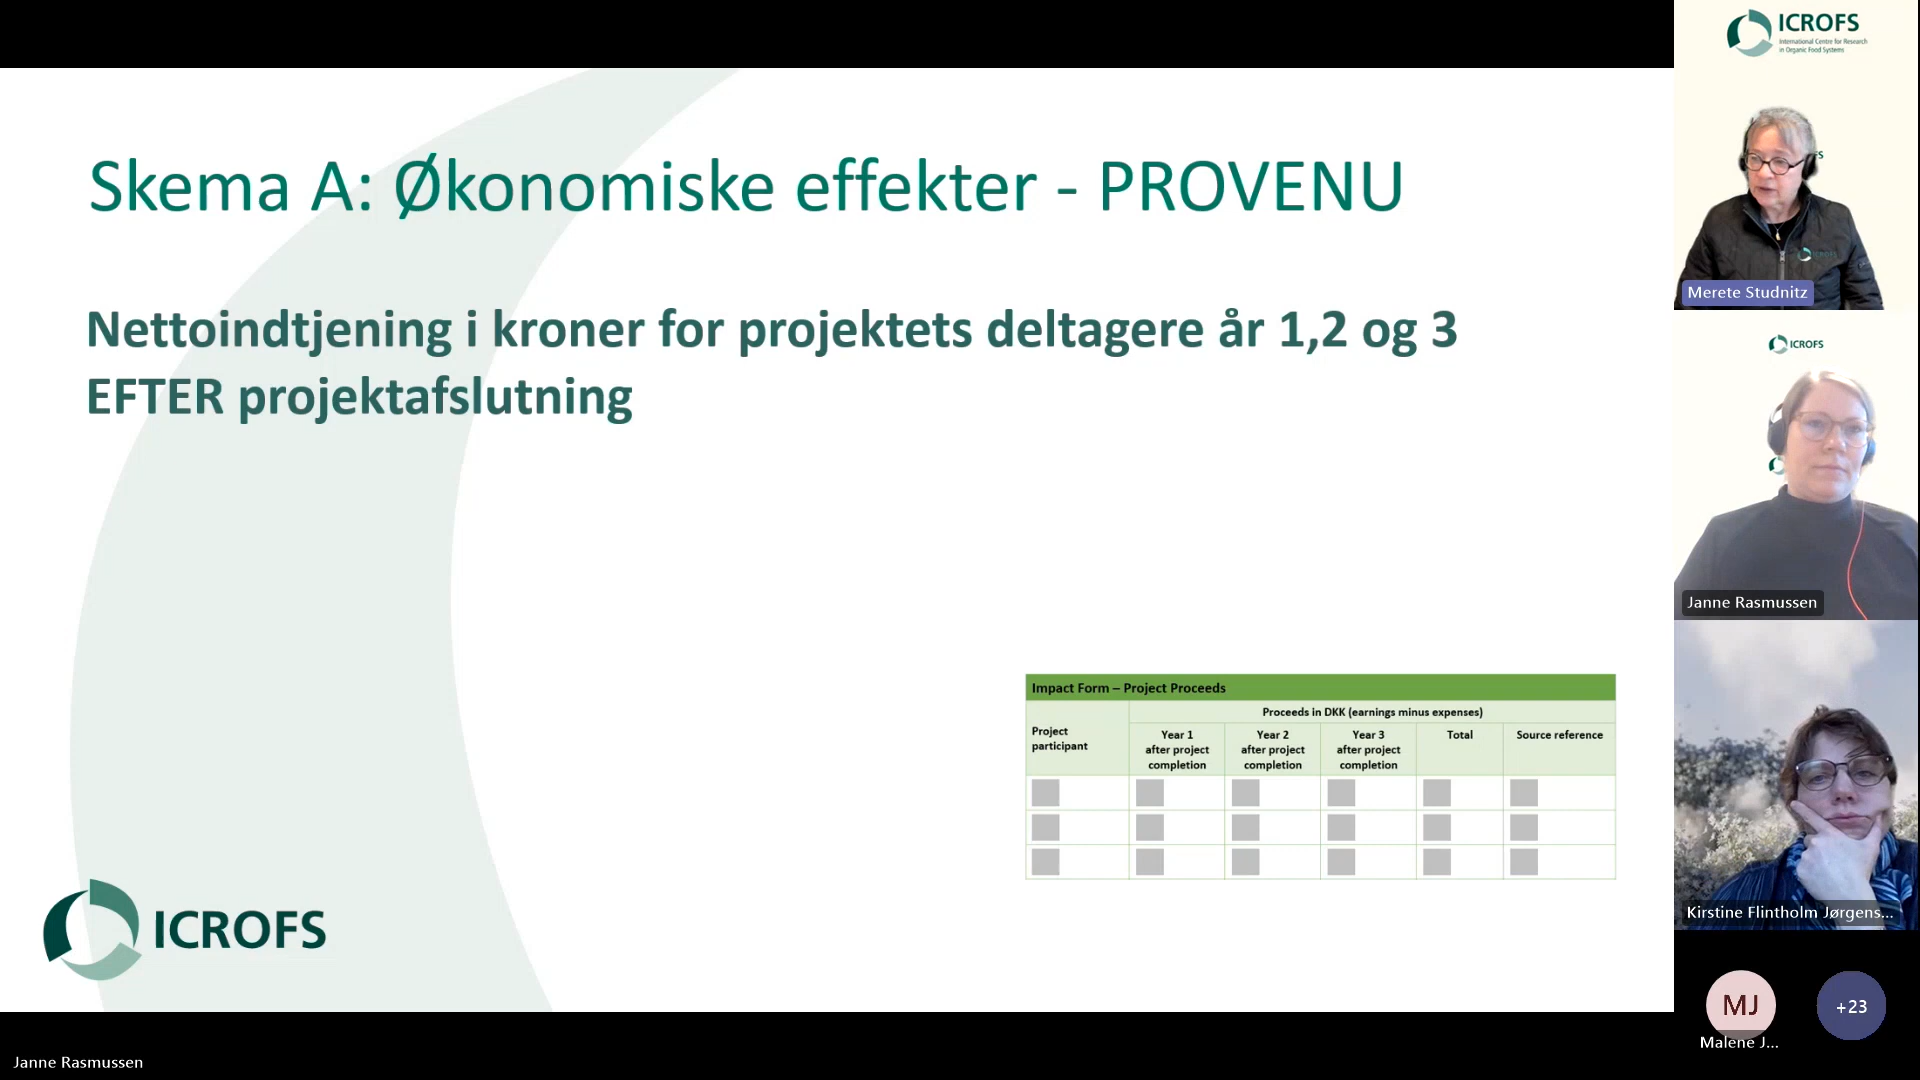 Skema A: Økonomiske effekter - PROVENU
Nettoindtjening i kroner for projektets deltagere år 1,2 og 3
EFTER projektafslutning
Impact Form – Project Proceeds
Project participant
Proceeds in DKK (earnings minus expenses)
Year 1 after project completion
Year 2 after project completion
Year 3 after project completion
Total
Source reference
ICROFS
Janne Rasmussen
ICROFS
International Centre for Research
in Organic Food Systems
Merete Studnitz
ICROFS
Janne Rasmussen
Kirstine Flintholm Jørgens...
MJ
+23
Malene J...